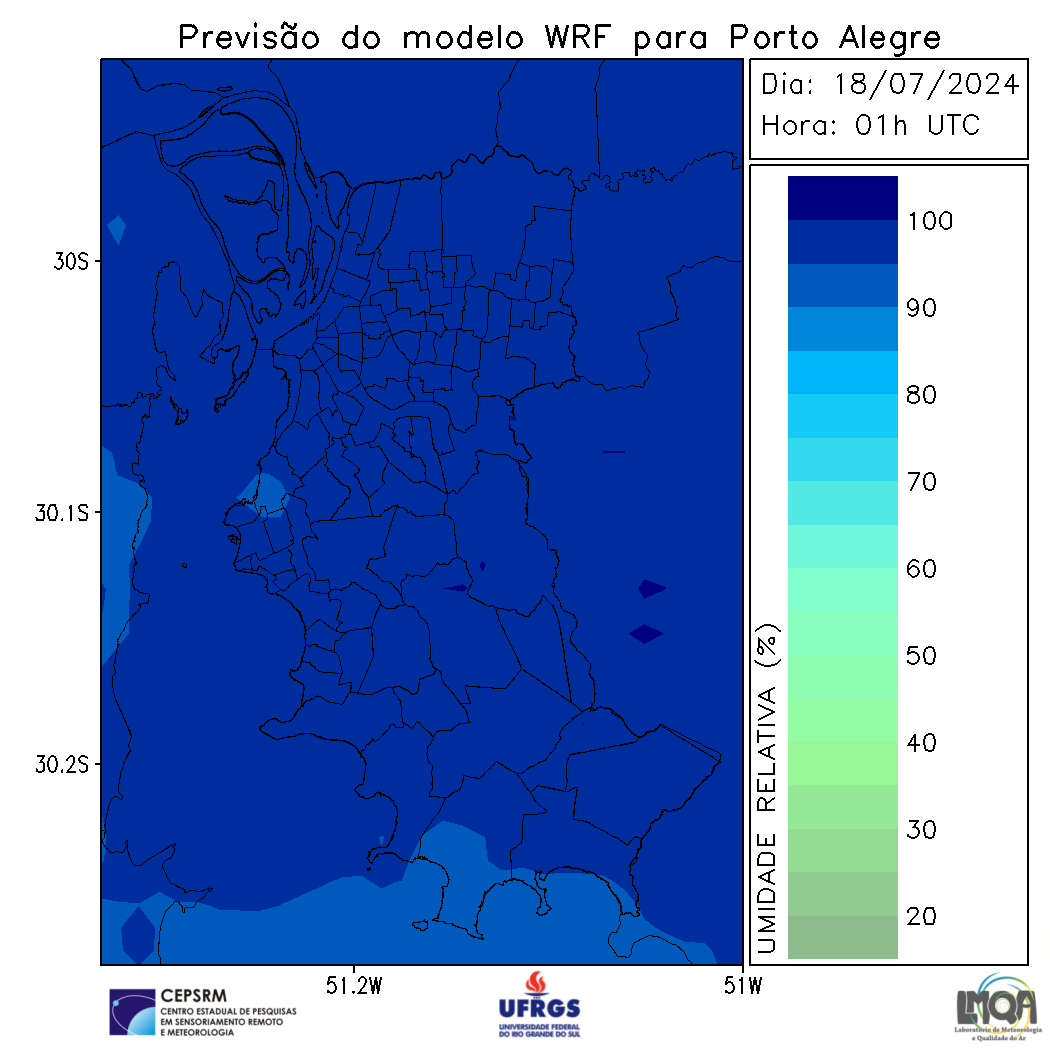 Previsão do modelo WRF para Porto Alegre
Dia: 18/07/2024
Hora: 01h UTC
30S
30.1S
30.2S
51.2W
51W
100
90
80
70
60
50
40
30
20
UMIDADE RELATIVA (%)
CEPSRM
CENTRO ESTADUAL DE PESQUISAS
EM SENSORIAMENTO REMOTO
E METEOROLOGIA
UFRGS
UNIVERSIDADE FEDERAL
DO RIO GRANDE DO SUL
LMQA
Laboratório de Meteorologia
e Qualidade do Ar